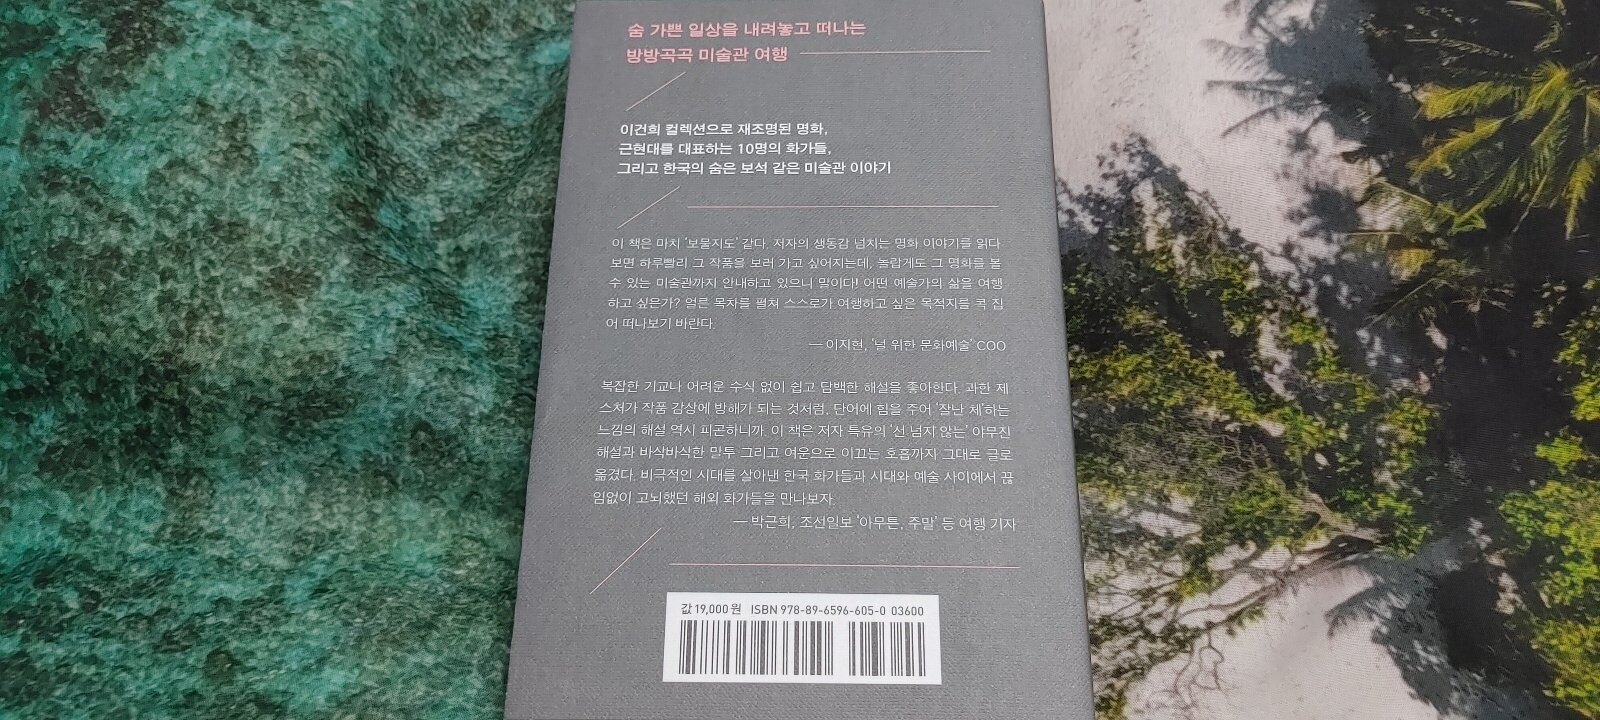 숨 가쁜 일상을 내려놓고 떠나는
방방곡곡 미술관 여행
이건희 컬렉션으로 재조명된 명화,
근현대를 대표하는 10명의 화가들,
그리고 한국의 숨은 보석 같은 미술관 이야기
이 책은 마치 '보물지도' 같다. 저자의 생동감 넘치는 명화 이야기를 읽다
보면 하루빨리 그 작품을 보러 가고 싶어지는데, 놀랍게도 그 명화를 볼
수 있는 미술관까지 안내하고 있으니 말이다! 어떤 예술가의 삶을 여행
하고 싶은가? 얼른 목차를 펼쳐 스스로가 여행하고 싶은 목적지를 콕 집
어 떠나보기 바란다.
— 이지현, '널 위한 문화예술' COO
복잡한 기교나 어려운 수식 없이 쉽고 담백한 해설을 좋아한다. 과한 제
스처가 작품 감상에 방해가 되는 것처럼, 단어에 힘을 주어 '잘난 체'하는
느낌의 해설 역시 피곤하니까. 이 책은 저자 특유의 '선 넘지 않는' 야무진
해설과 바삭바삭한 말투 그리고 여운으로 이끄는 호흡까지 그대로 글로
옮겼다. 비극적인 시대를 살아낸 한국 화가들과 시대와 예술 사이에서 끊
임없이 고뇌했던 해외 화가들을 만나보자.
— 박근희, 조선일보 '아무튼, 주말' 등 여행 기자
값 19,000원 ISBN 978-89-6596-605-0 03600